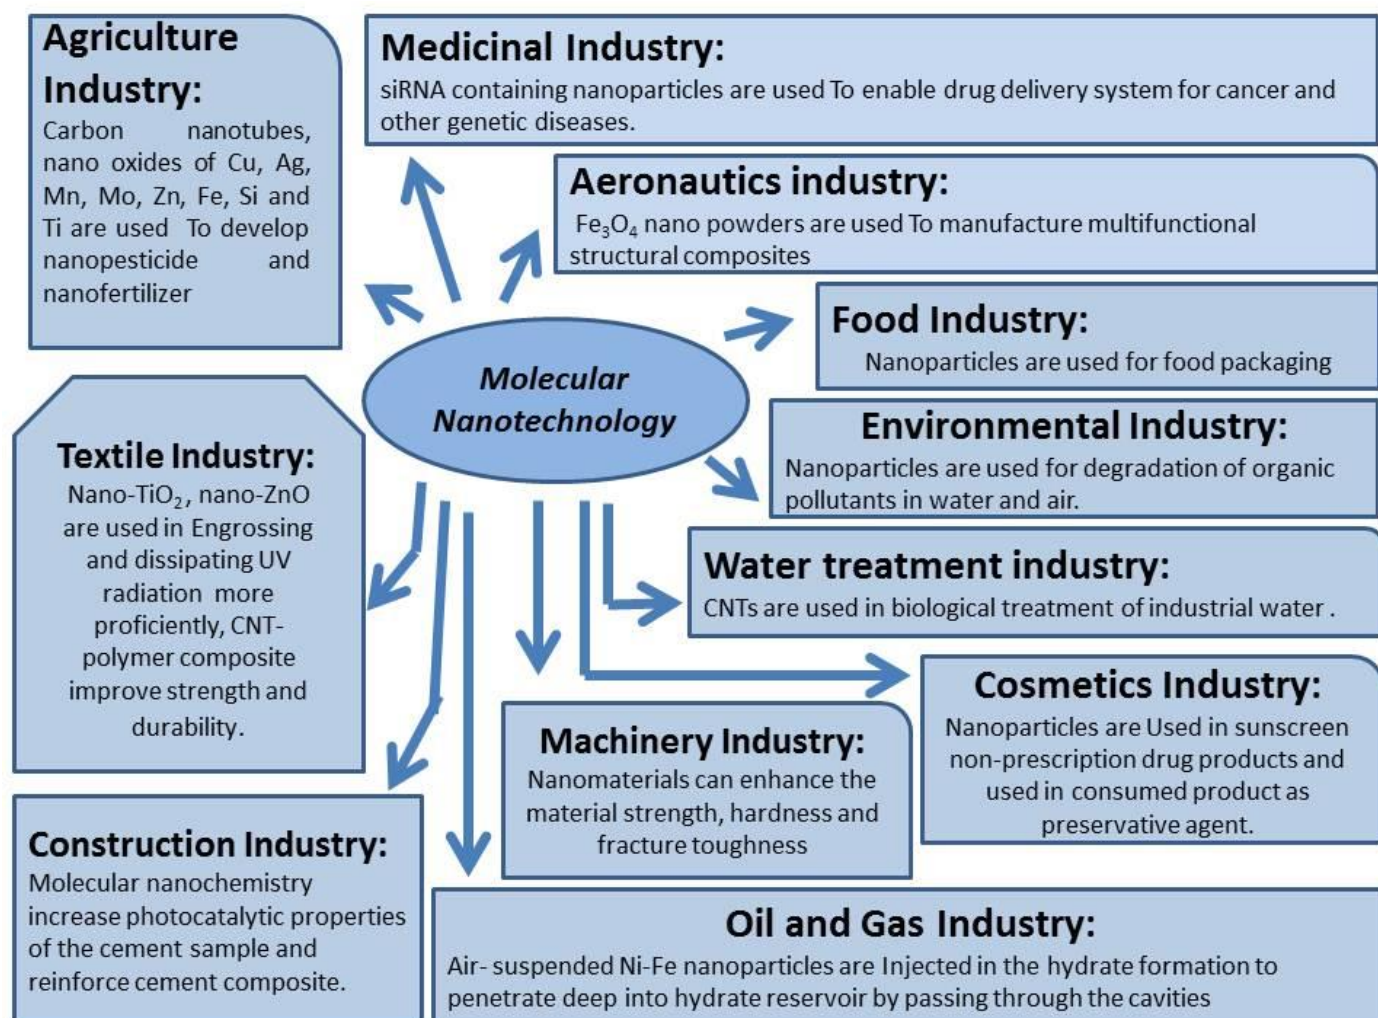 Agriculture
Industry:
Carbon nanotubes,
nano oxides of Cu, Ag,
Mn, Mo, Zn, Fe, Si and
Ti are used To develop
nanopesticide and
nanofertilizer
Medicinal Industry:
siRNA containing nanoparticles are used To enable drug delivery system for cancer and
other genetic diseases.
Aeronautics industry:
Fe₃O₄ nano powders are used To manufacture multifunctional
structural composites
Food Industry:
Nanoparticles are used for food packaging
Molecular
Nanotechnology
Environmental Industry:
Nanoparticles are used for degradation of organic
pollutants in water and air.
Textile Industry:
Nano-TiO₂, nano-ZnO
are used in Engrossing
and dissipating UV
radiation more
proficiently, CNT-
polymer composite
improve strength and
durability.
Water treatment industry:
CNTs are used in biological treatment of industrial water .
Cosmetics Industry:
Nanoparticles are Used in sunscreen
non-prescription drug products and
used in consumed product as
preservative agent.
Machinery Industry:
Nanomaterials can enhance the
material strength, hardness and
fracture toughness
Construction Industry:
Molecular nanochemistry
increase photocatalytic properties
of the cement sample and
reinforce cement composite.
Oil and Gas Industry:
Air- suspended Ni-Fe nanoparticles are Injected in the hydrate formation to
penetrate deep into hydrate reservoir by passing through the cavities